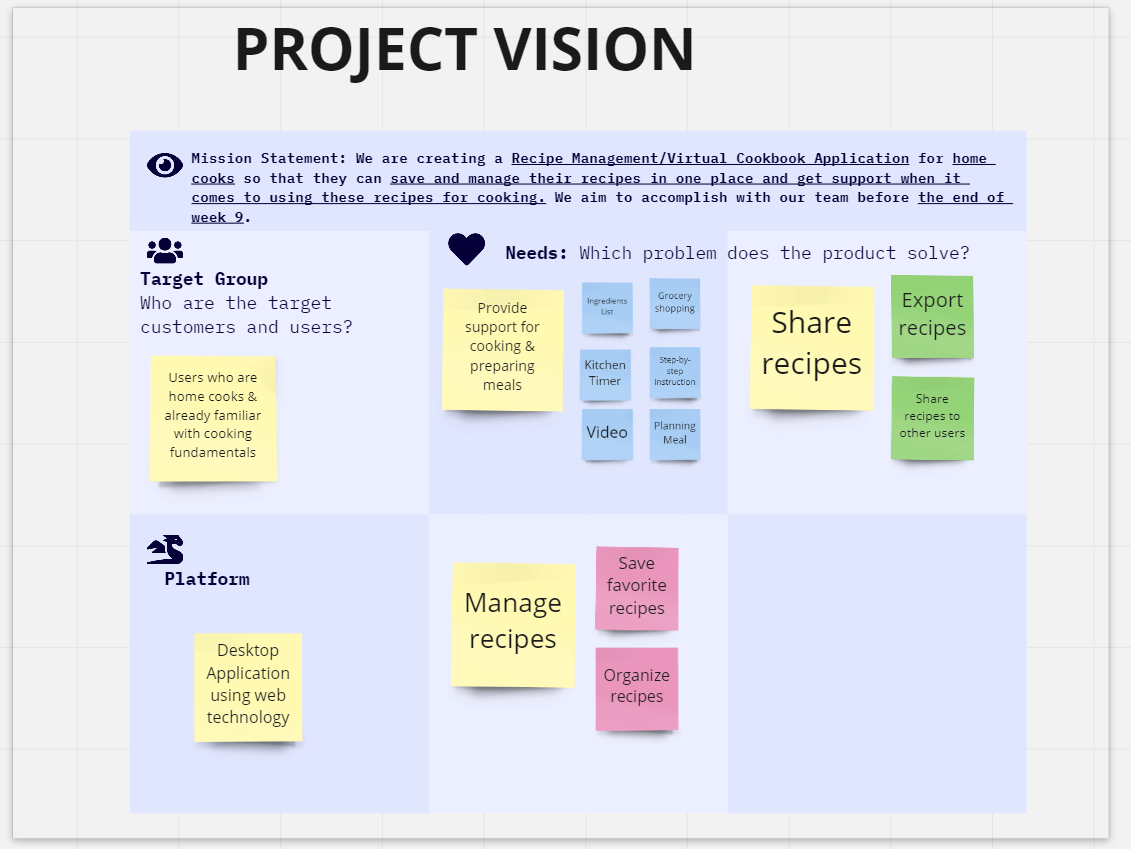 PROJECT VISION
Mission Statement: We are creating a Recipe Management/Virtual Cookbook Application for home
cooks so that they can save and manage their recipes in one place and get support when it
comes to using these recipes for cooking. We aim to accomplish with our team before the end of
week 9.
Target Group
Who are the target
customers and users?
Users who are
home cooks &
already familiar
with cooking
fundamentals
Needs: Which problem does the product solve?
Provide
support for
cooking &
preparing
meals
Ingredients
List
Grocery
shopping
Kitchen
Timer
Step-by-
step
Instruction
Video
Planning
Meal
Share
recipes
Export
recipes
Share
recipes to
other users
Platform
Desktop
Application
using web
technology
Manage
recipes
Save
favorite
recipes
Organize
recipes